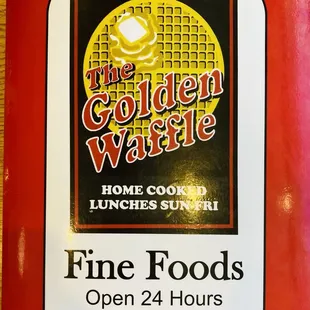 The
Golden
Waffle
HOME COOKED
LUNCHES SUN-FRI
Fine Foods
Open 24 Hours